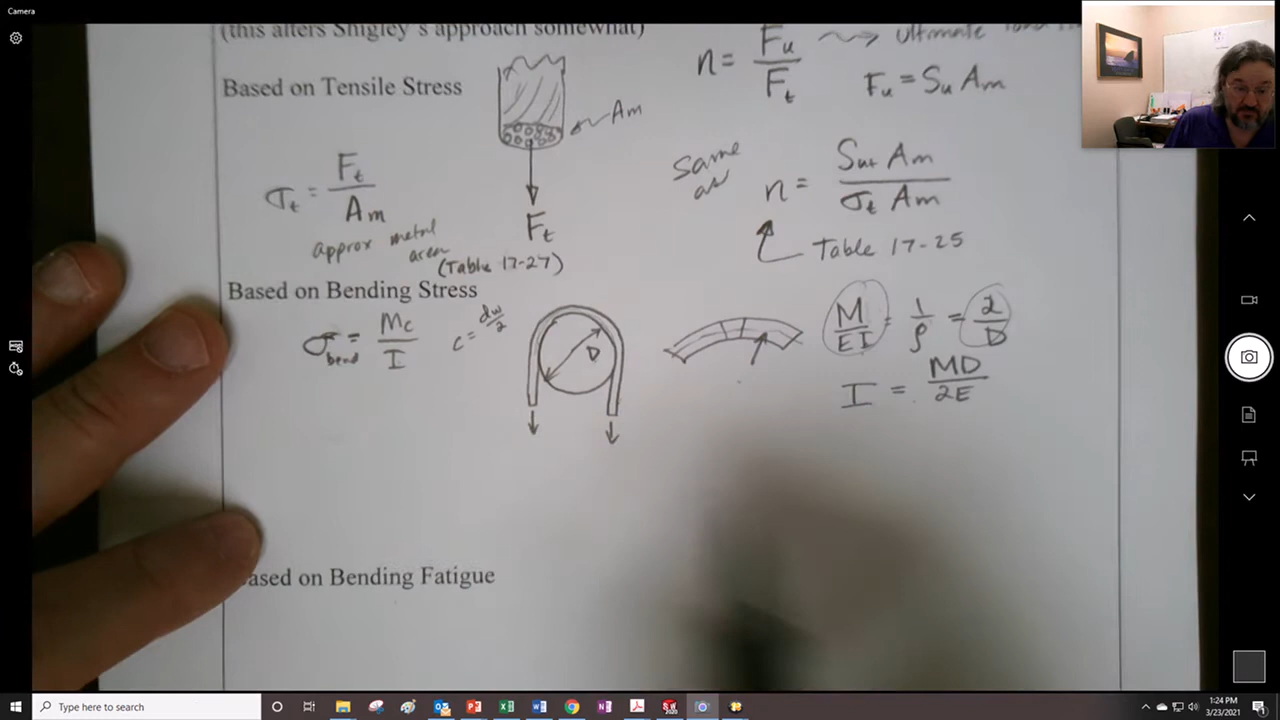 Camera
(this alters Shigley's approach somewhat)
n = Fu / Ft ⟿ Ultimate
Fu = Su Am
Based on Tensile Stress
Am
σt = Ft / Am
approx metal area
(Table 17-27)
Ft
same as n = Sut Am / σt Am
Table 17-25
Based on Bending Stress
σbend = Mc / I
c = dw/2
D
M / EI = 1 / ρ = 2 / D
I = MD / 2E
ased on Bending Fatigue
Type here to search
1:24 PM
3/23/2021